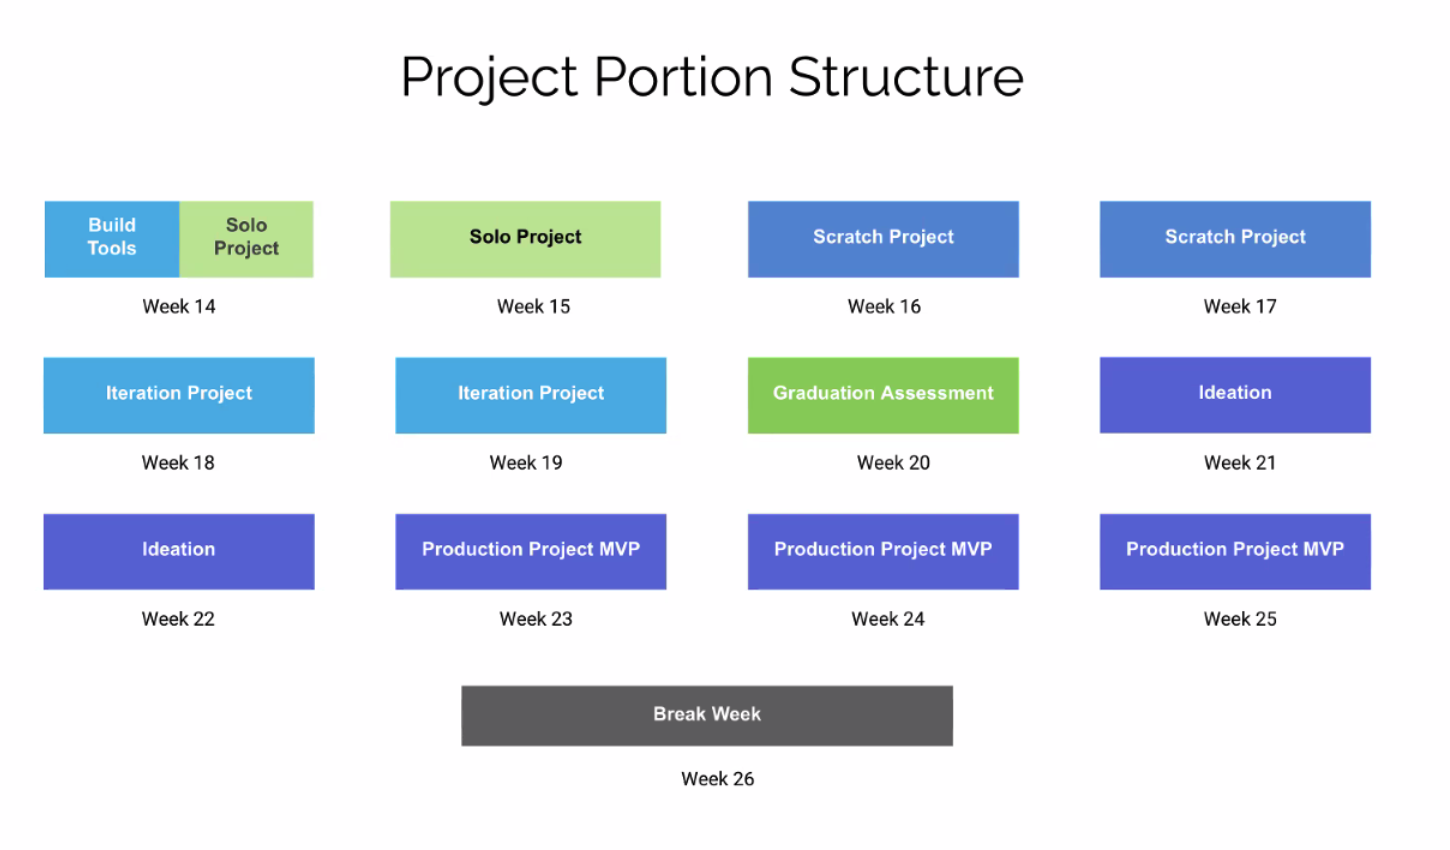 Project Portion Structure
Build
Tools
Solo
Project
Solo Project
Scratch Project
Scratch Project
Week 14
Week 15
Week 16
Week 17
Iteration Project
Iteration Project
Graduation Assessment
Ideation
Week 18
Week 19
Week 20
Week 21
Ideation
Production Project MVP
Production Project MVP
Production Project MVP
Week 22
Week 23
Week 24
Week 25
Break Week
Week 26